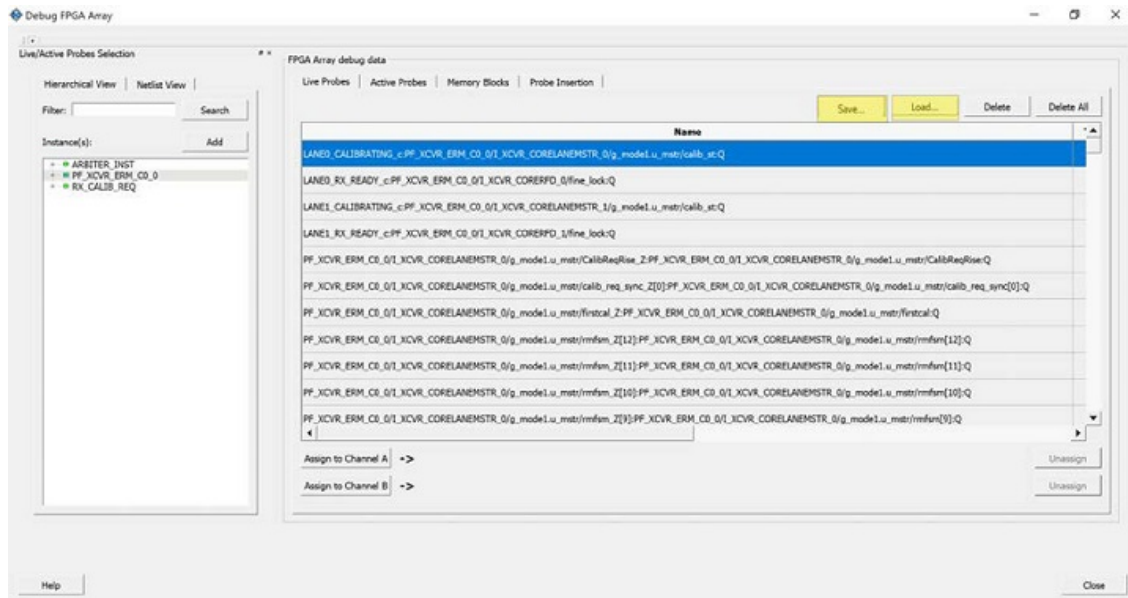 Debug FPGA Array
Live/Active Probes Selection
Hierarchical View Netlist View
Filter: Search
Instance(s): Add
ARBITER_INST
PF_XCVR_ERM_C0_0
RX_CALIB_REQ
FPGA Array debug data
Live Probes Active Probes Memory Blocks Probe Insertion
Save... Load... Delete Delete All
Name
LANE0_CALIBRATING_c:PF_XCVR_ERM_C0_0/I_XCVR_CORELANEMSTR_0/g_mode1.u_mstr/calib_st:Q
LANE0_RX_READY_c:PF_XCVR_ERM_C0_0/I_XCVR_CORERFD_0/fine_lock:Q
LANE1_CALIBRATING_c:PF_XCVR_ERM_C0_0/I_XCVR_CORELANEMSTR_1/g_mode1.u_mstr/calib_st:Q
LANE1_RX_READY_c:PF_XCVR_ERM_C0_0/I_XCVR_CORERFD_1/fine_lock:Q
PF_XCVR_ERM_C0_0/I_XCVR_CORELANEMSTR_0/g_mode1.u_mstr/CalibReqRise_Z:PF_XCVR_ERM_C0_0/I_XCVR_CORELANEMSTR_0/g_mode1.u_mstr/CalibReqRise:Q
PF_XCVR_ERM_C0_0/I_XCVR_CORELANEMSTR_0/g_mode1.u_mstr/calib_req_sync_Z[0]:PF_XCVR_ERM_C0_0/I_XCVR_CORELANEMSTR_0/g_mode1.u_mstr/calib_req_sync[0]:Q
PF_XCVR_ERM_C0_0/I_XCVR_CORELANEMSTR_0/g_mode1.u_mstr/firstcal_Z:PF_XCVR_ERM_C0_0/I_XCVR_CORELANEMSTR_0/g_mode1.u_mstr/firstcal:Q
PF_XCVR_ERM_C0_0/I_XCVR_CORELANEMSTR_0/g_mode1.u_mstr/rmfsm_Z[12]:PF_XCVR_ERM_C0_0/I_XCVR_CORELANEMSTR_0/g_mode1.u_mstr/rmfsm[12]:Q
PF_XCVR_ERM_C0_0/I_XCVR_CORELANEMSTR_0/g_mode1.u_mstr/rmfsm_Z[11]:PF_XCVR_ERM_C0_0/I_XCVR_CORELANEMSTR_0/g_mode1.u_mstr/rmfsm[11]:Q
PF_XCVR_ERM_C0_0/I_XCVR_CORELANEMSTR_0/g_mode1.u_mstr/rmfsm_Z[10]:PF_XCVR_ERM_C0_0/I_XCVR_CORELANEMSTR_0/g_mode1.u_mstr/rmfsm[10]:Q
PF_XCVR_ERM_C0_0/I_XCVR_CORELANEMSTR_0/g_mode1.u_mstr/rmfsm_Z[9]:PF_XCVR_ERM_C0_0/I_XCVR_CORELANEMSTR_0/g_mode1.u_mstr/rmfsm[9]:Q
Assign to Channel A -> Unassign
Assign to Channel B -> Unassign
Help Close